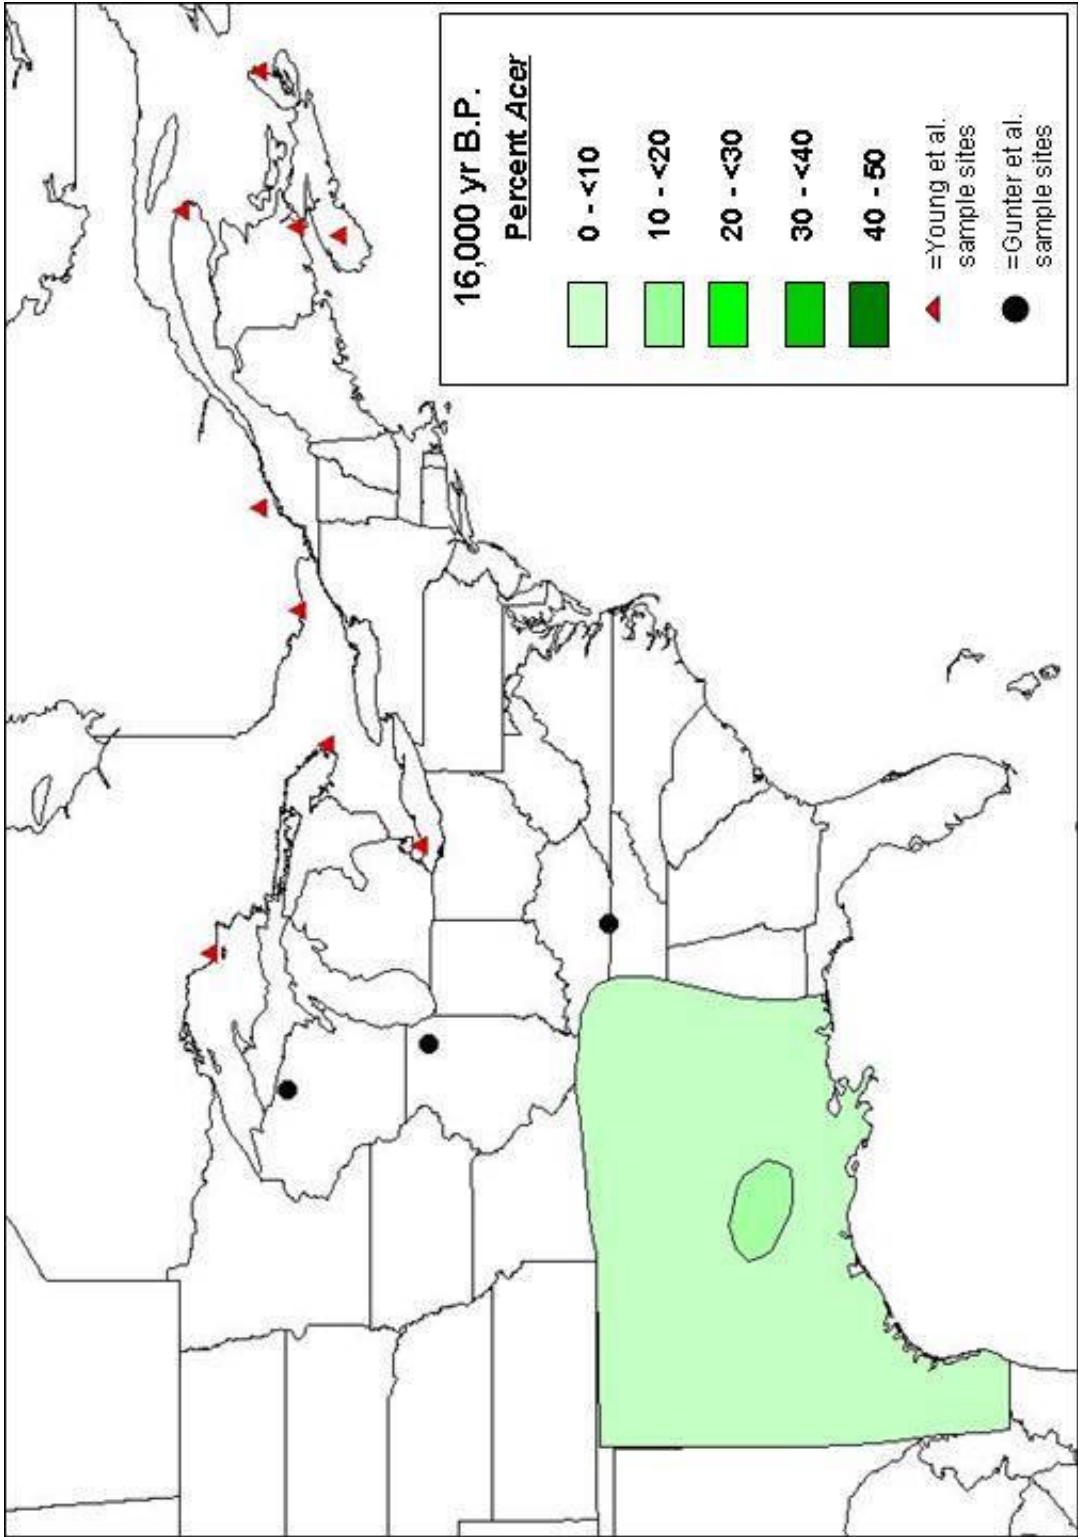 16,000 yr B.P.
Percent Acer
0 - <10
10 - <20
20 - <30
30 - <40
40 - 50
=Young et al.
sample sites
=Gunter et al.
sample sites